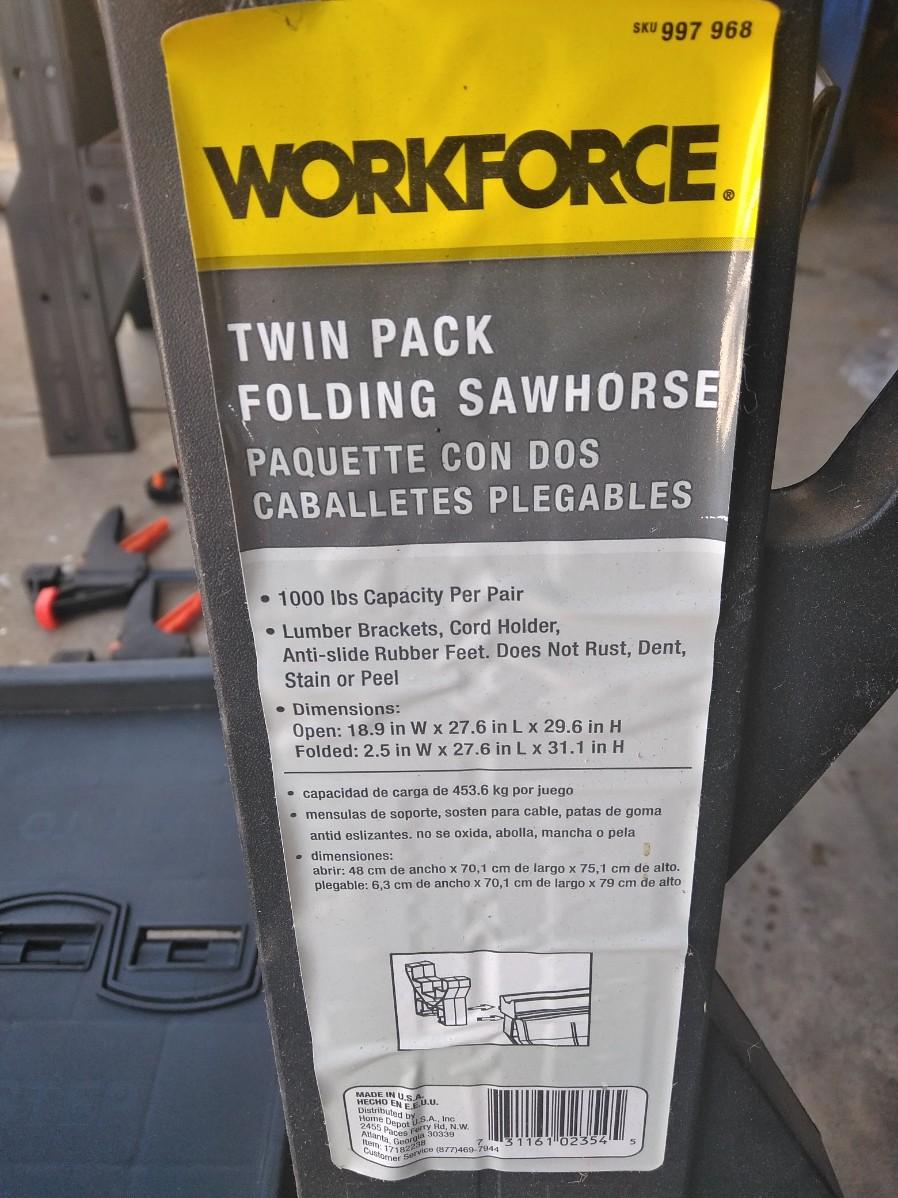 SKU 997 968
WORKFORCE®
TWIN PACK
FOLDING SAWHORSE
PAQUETTE CON DOS
CABALLETES PLEGABLES
• 1000 lbs Capacity Per Pair
• Lumber Brackets, Cord Holder,
Anti-slide Rubber Feet. Does Not Rust, Dent,
Stain or Peel
• Dimensions:
Open: 18.9 in W x 27.6 in L x 29.6 in H
Folded: 2.5 in W x 27.6 in L x 31.1 in H
• capacidad de carga de 453.6 kg por juego
• mensulas de soporte, sosten para cable, patas de goma
antid eslizantes. no se oxida, abolla, mancha o pela
• dimensiones:
abrir: 48 cm de ancho x 70,1 cm de largo x 75,1 cm de alto.
plegable: 6,3 cm de ancho x 70,1 cm de largo x 79 cm de alto
MADE IN U.S.A.
HECHO EN E.E.U.U.
Distributed by
Home Depot U.S.A., Inc
2455 Paces Ferry Rd, N.W.
Atlanta, Georgia 30339
Item: 17182238
Customer Service (877)469-7944
7 31161 02354 5